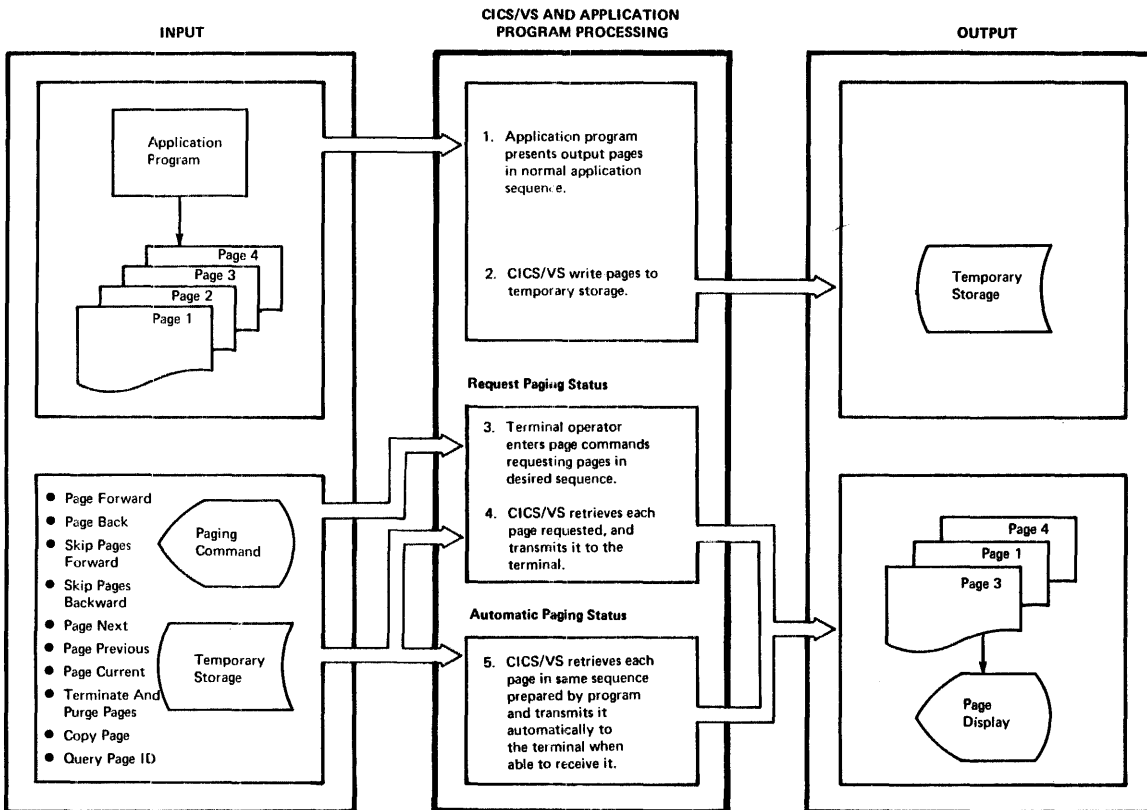 INPUT
CICS/VS AND APPLICATION
PROGRAM PROCESSING
OUTPUT
Application
Program
Page 4
Page 3
Page 2
Page 1
1. Application program
presents output pages
in normal application
sequence.
2. CICS/VS write pages to
temporary storage.
Temporary
Storage
Request Paging Status
3. Terminal operator
enters page commands
requesting pages in
desired sequence.
4. CICS/VS retrieves each
page requested, and
transmits it to the
terminal.
Automatic Paging Status
5. CICS/VS retrieves each
page in same sequence
prepared by program
and transmits it
automatically to
the terminal when
able to receive it.
● Page Forward
● Page Back
● Skip Pages
Forward
● Skip Pages
Backward
● Page Next
● Page Previous
● Page Current
● Terminate And
Purge Pages
● Copy Page
● Query Page ID
Paging
Command
Temporary
Storage
Page 4
Page 1
Page 3
Page
Display